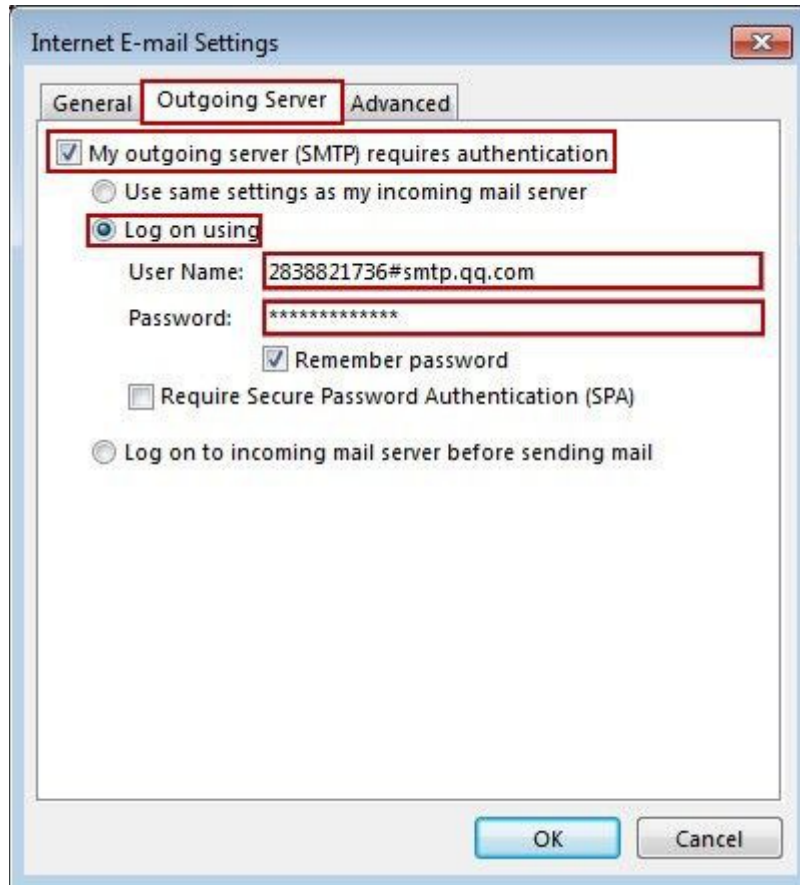 Internet E-mail Settings
General Outgoing Server Advanced
My outgoing server (SMTP) requires authentication
Use same settings as my incoming mail server
Log on using
User Name: 2838821736#smtp.qq.com
Password: *************
Remember password
Require Secure Password Authentication (SPA)
Log on to incoming mail server before sending mail
OK Cancel